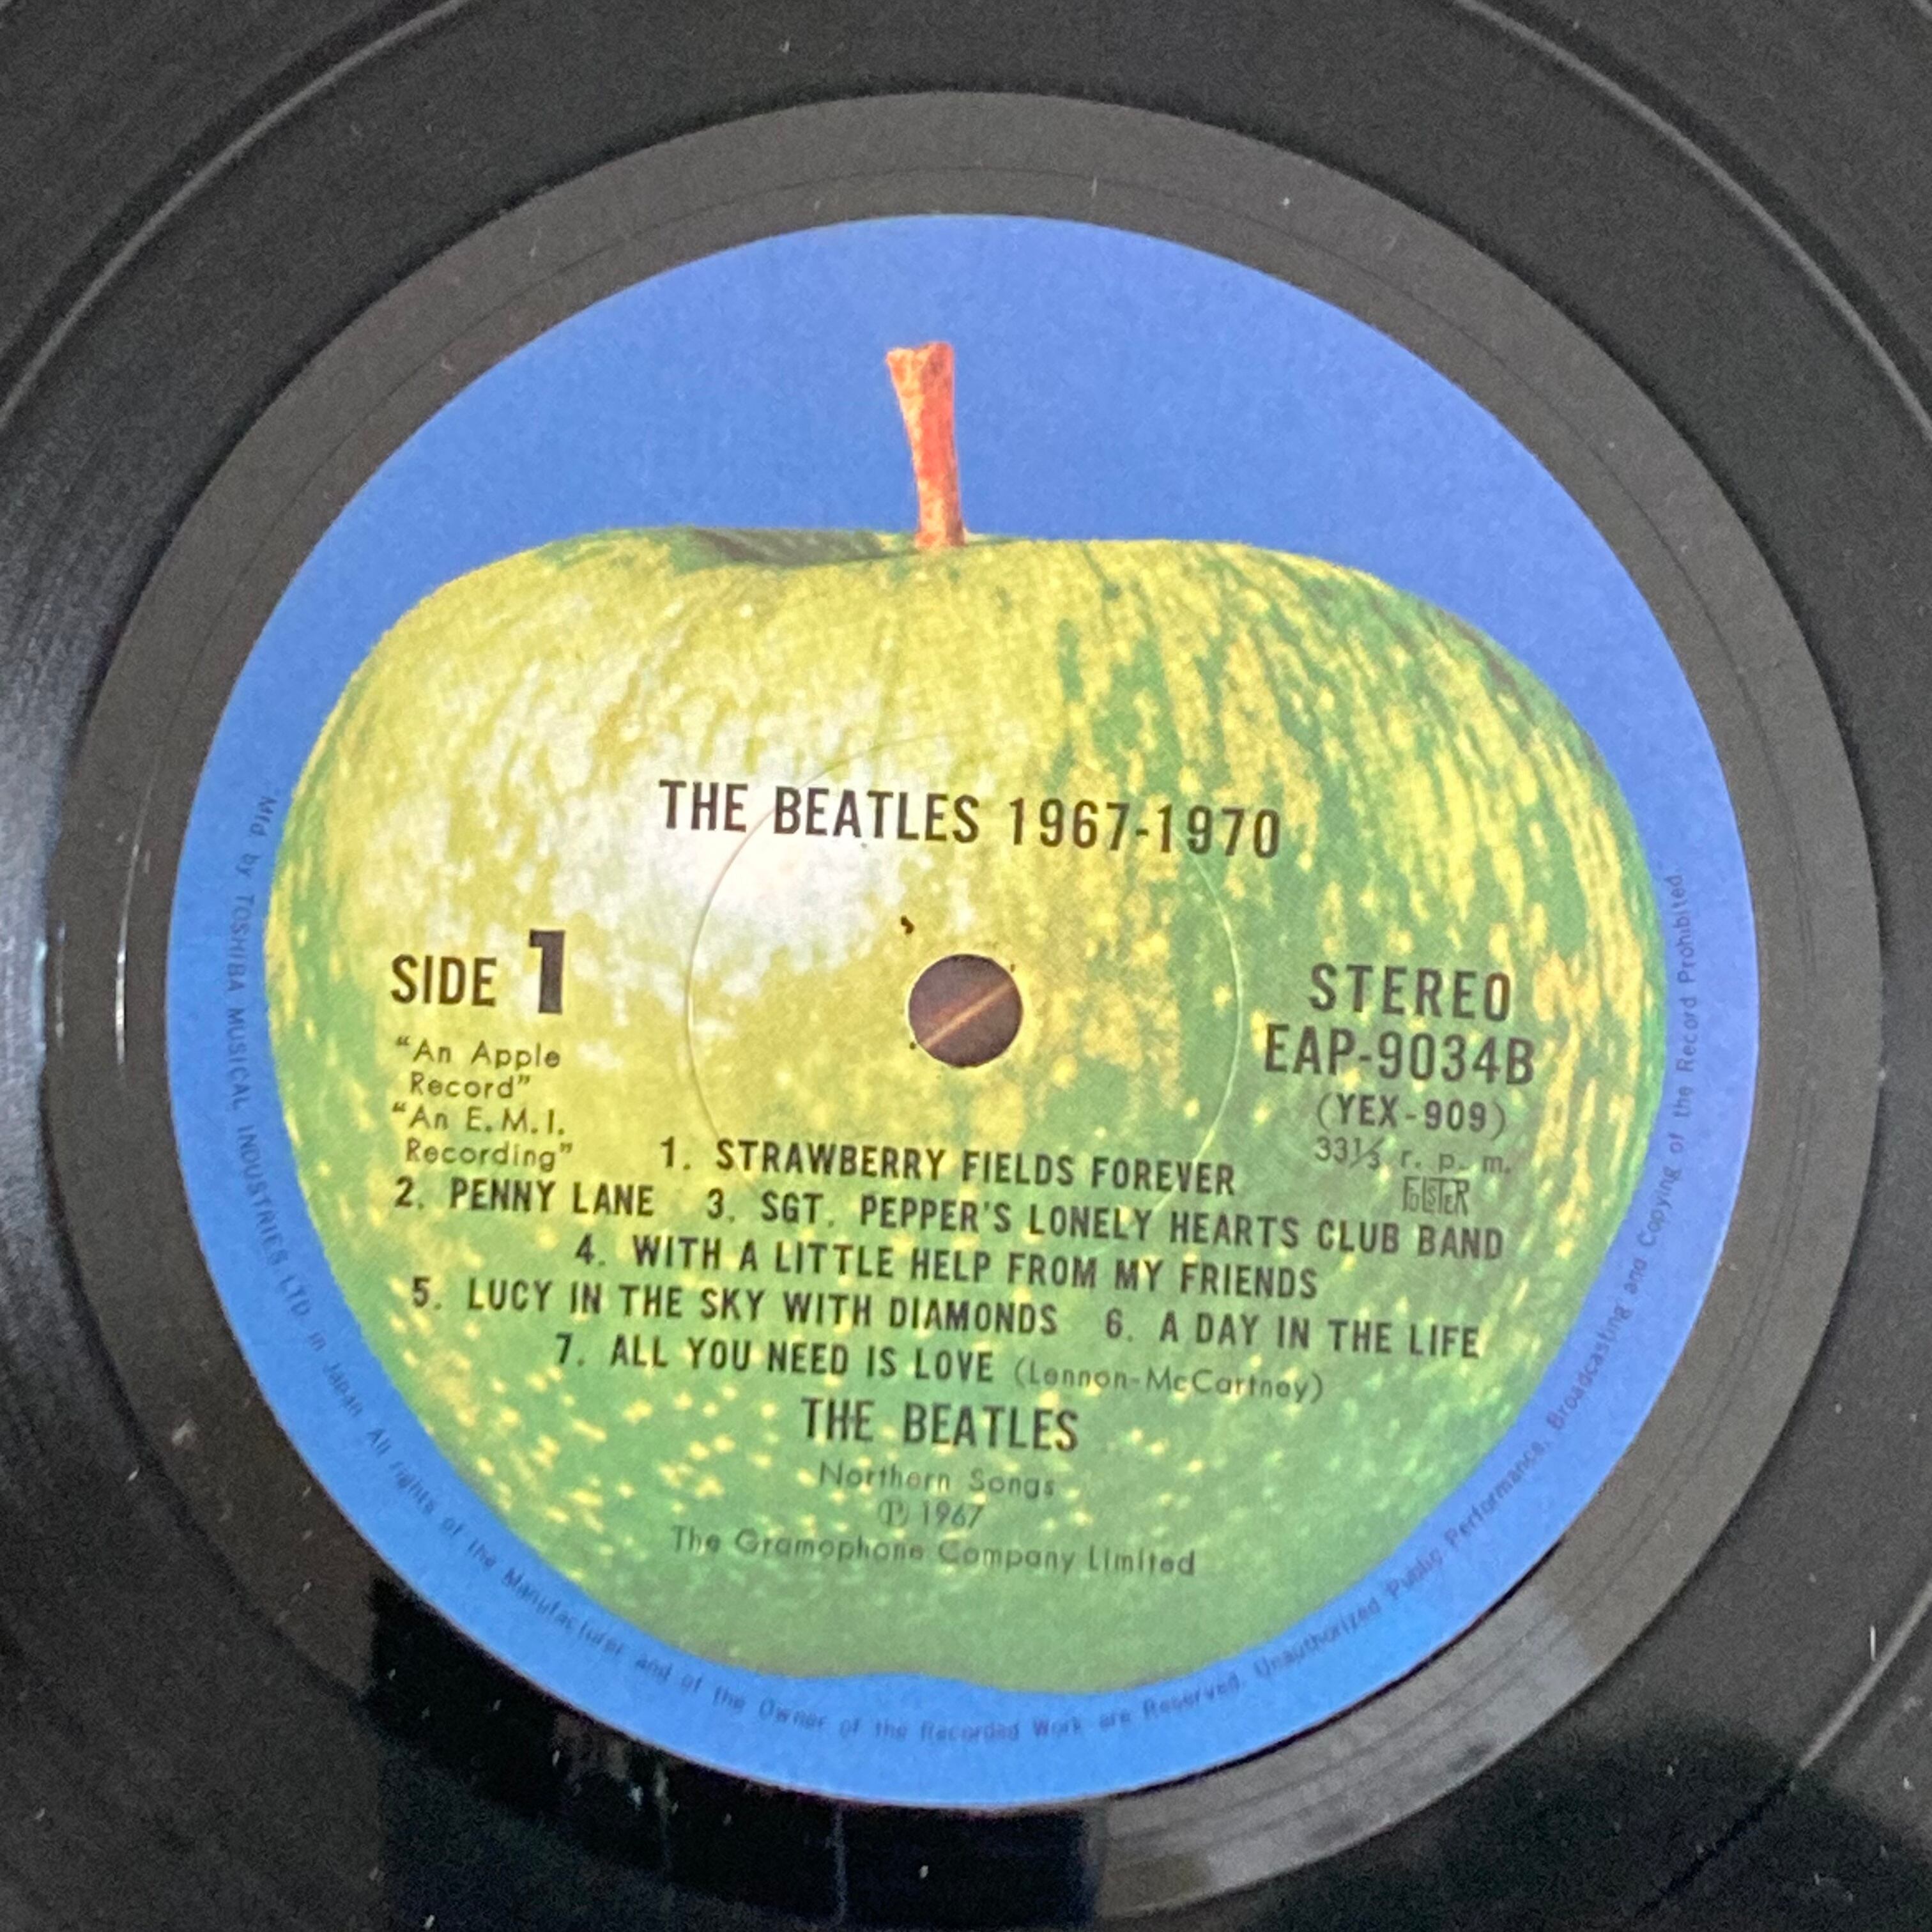 THE BEATLES 1967-1970
SIDE 1
"An Apple
Record"
"An E.M.I.
Recording"
STEREO
EAP-9034B
(YEX-909)
33⅓ r. p. m.
FOLSTER
1. STRAWBERRY FIELDS FOREVER
2. PENNY LANE 3. SGT. PEPPER'S LONELY HEARTS CLUB BAND
4. WITH A LITTLE HELP FROM MY FRIENDS
5. LUCY IN THE SKY WITH DIAMONDS 6. A DAY IN THE LIFE
7. ALL YOU NEED IS LOVE (Lennon-McCartney)
THE BEATLES
Northern Songs
Ⓟ 1967
The Gramophone Company Limited
"Mfd by TOSHIBA MUSICAL INDUSTRIES LTD. in Japan. All rights of the Manufacturer and of the Owner of the Recorded Work are Reserved. Unauthorized Public Performance, Broadcasting and Copying of the Record Prohibited."